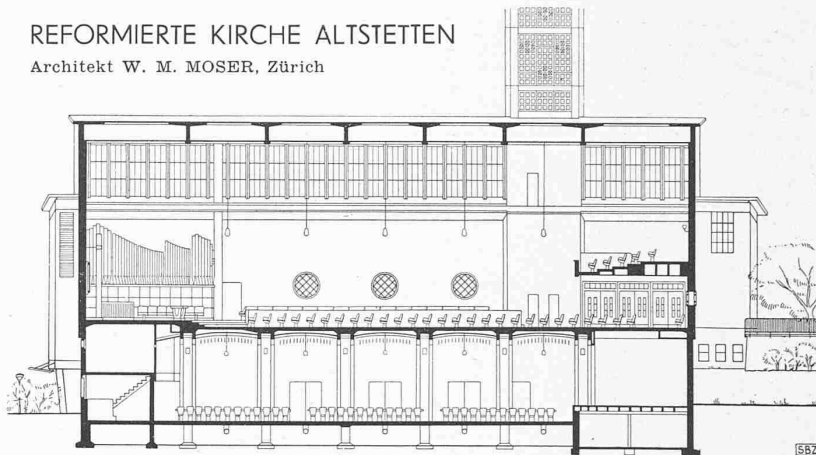 REFORMIERTE KIRCHE ALTSTETTEN
Architekt W. M. MOSER, Zürich
SBZ